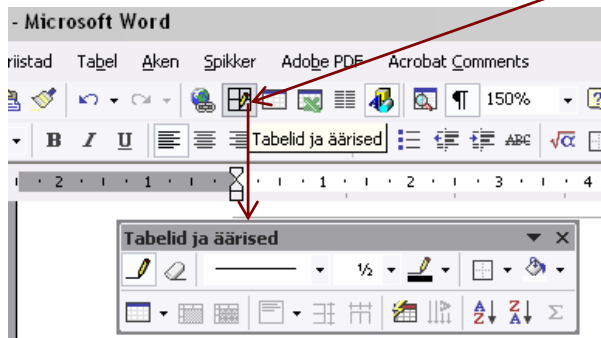 - Microsoft Word
riistad Tabel Aken Spikker Adobe PDF Acrobat Comments
¶ 150%
B I U Tabelid ja äärised ABC √α
2 1 1 2 3 4
Tabelid ja äärised
½
A Z Z A Σ